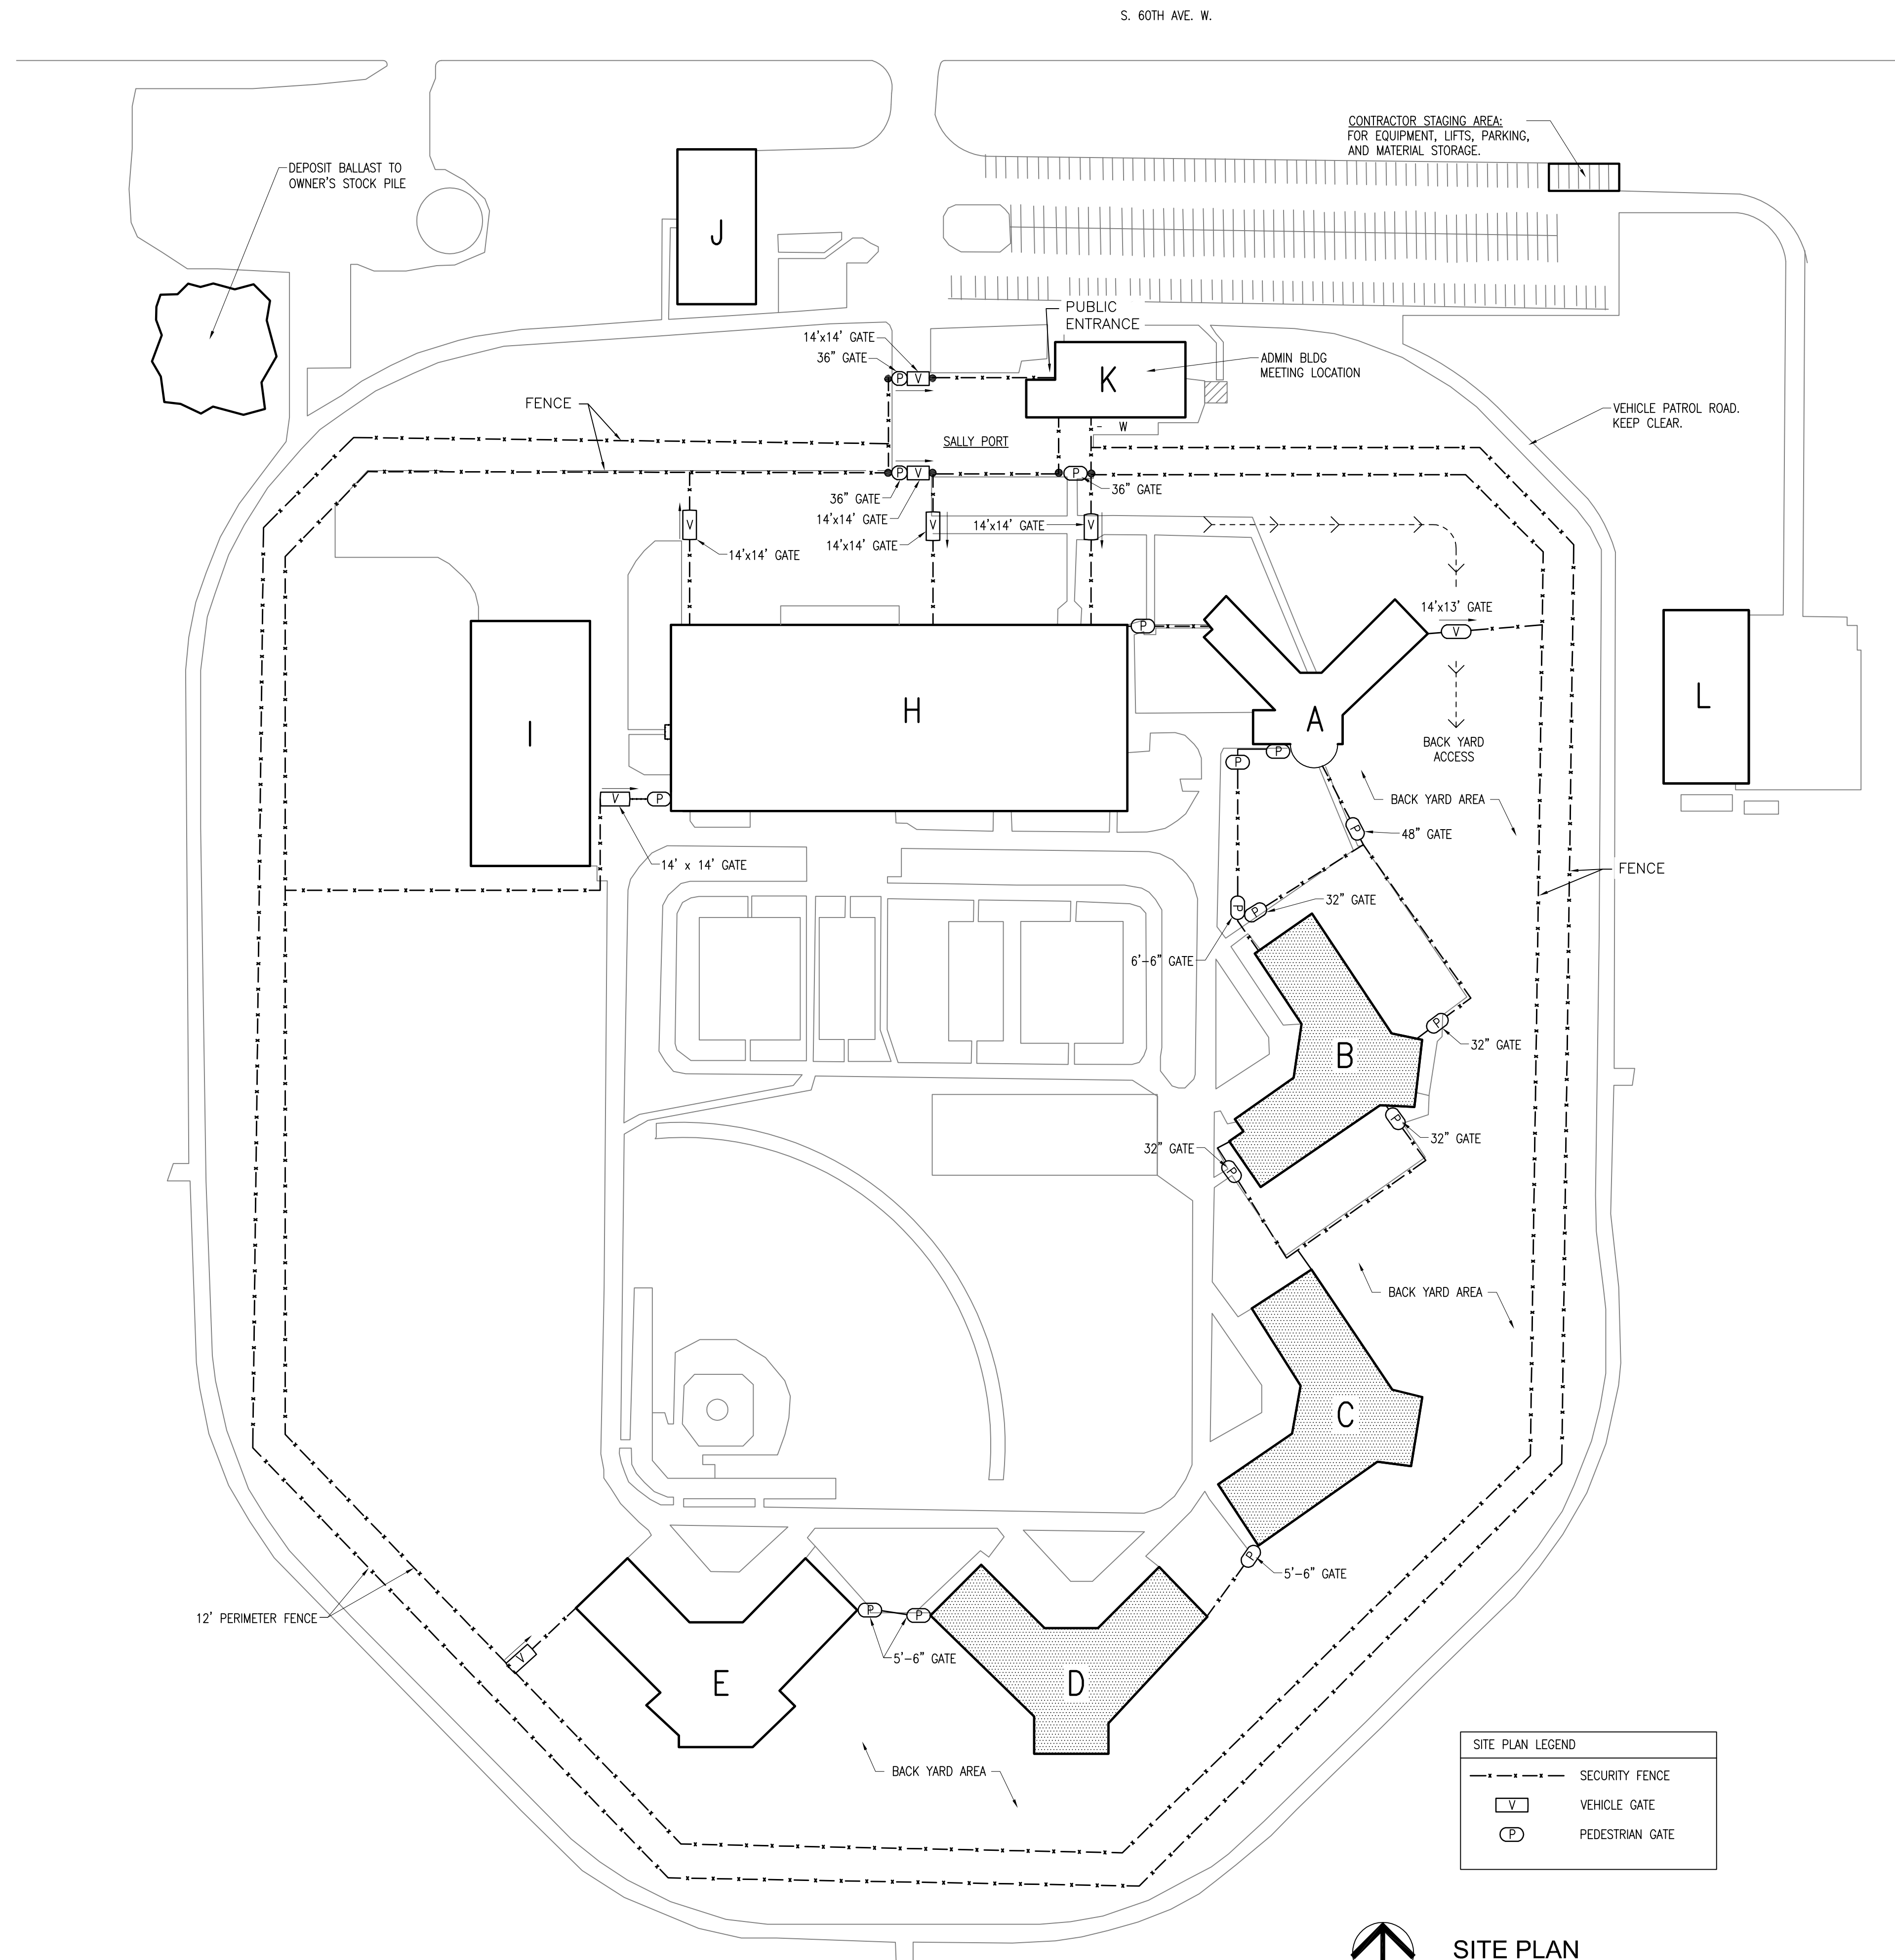 S. 60TH AVE. W.
CONTRACTOR STAGING AREA:
FOR EQUIPMENT, LIFTS, PARKING,
AND MATERIAL STORAGE.
DEPOSIT BALLAST TO
OWNER'S STOCK PILE
J
PUBLIC
ENTRANCE
14'x14' GATE
36" GATE
P
V
K
ADMIN BLDG
MEETING LOCATION
FENCE
VEHICLE PATROL ROAD.
KEEP CLEAR.
- W
SALLY PORT
P
V
P
36" GATE
36" GATE
14'x14' GATE
V
V
14'x14' GATE
V
14'x14' GATE
14'x14' GATE
14'x13' GATE
P
V
I
H
A
L
BACK YARD
ACCESS
P
P
V
P
BACK YARD AREA
P
48" GATE
14' x 14' GATE
FENCE
32" GATE
P
P
6'-6" GATE
P
32" GATE
B
P
32" GATE
32" GATE
P
BACK YARD AREA
C
P
5'-6" GATE
12' PERIMETER FENCE
P
P
V
5'-6" GATE
E
D
BACK YARD AREA
SITE PLAN LEGEND
SECURITY FENCE
V VEHICLE GATE
P PEDESTRIAN GATE
SITE PLAN